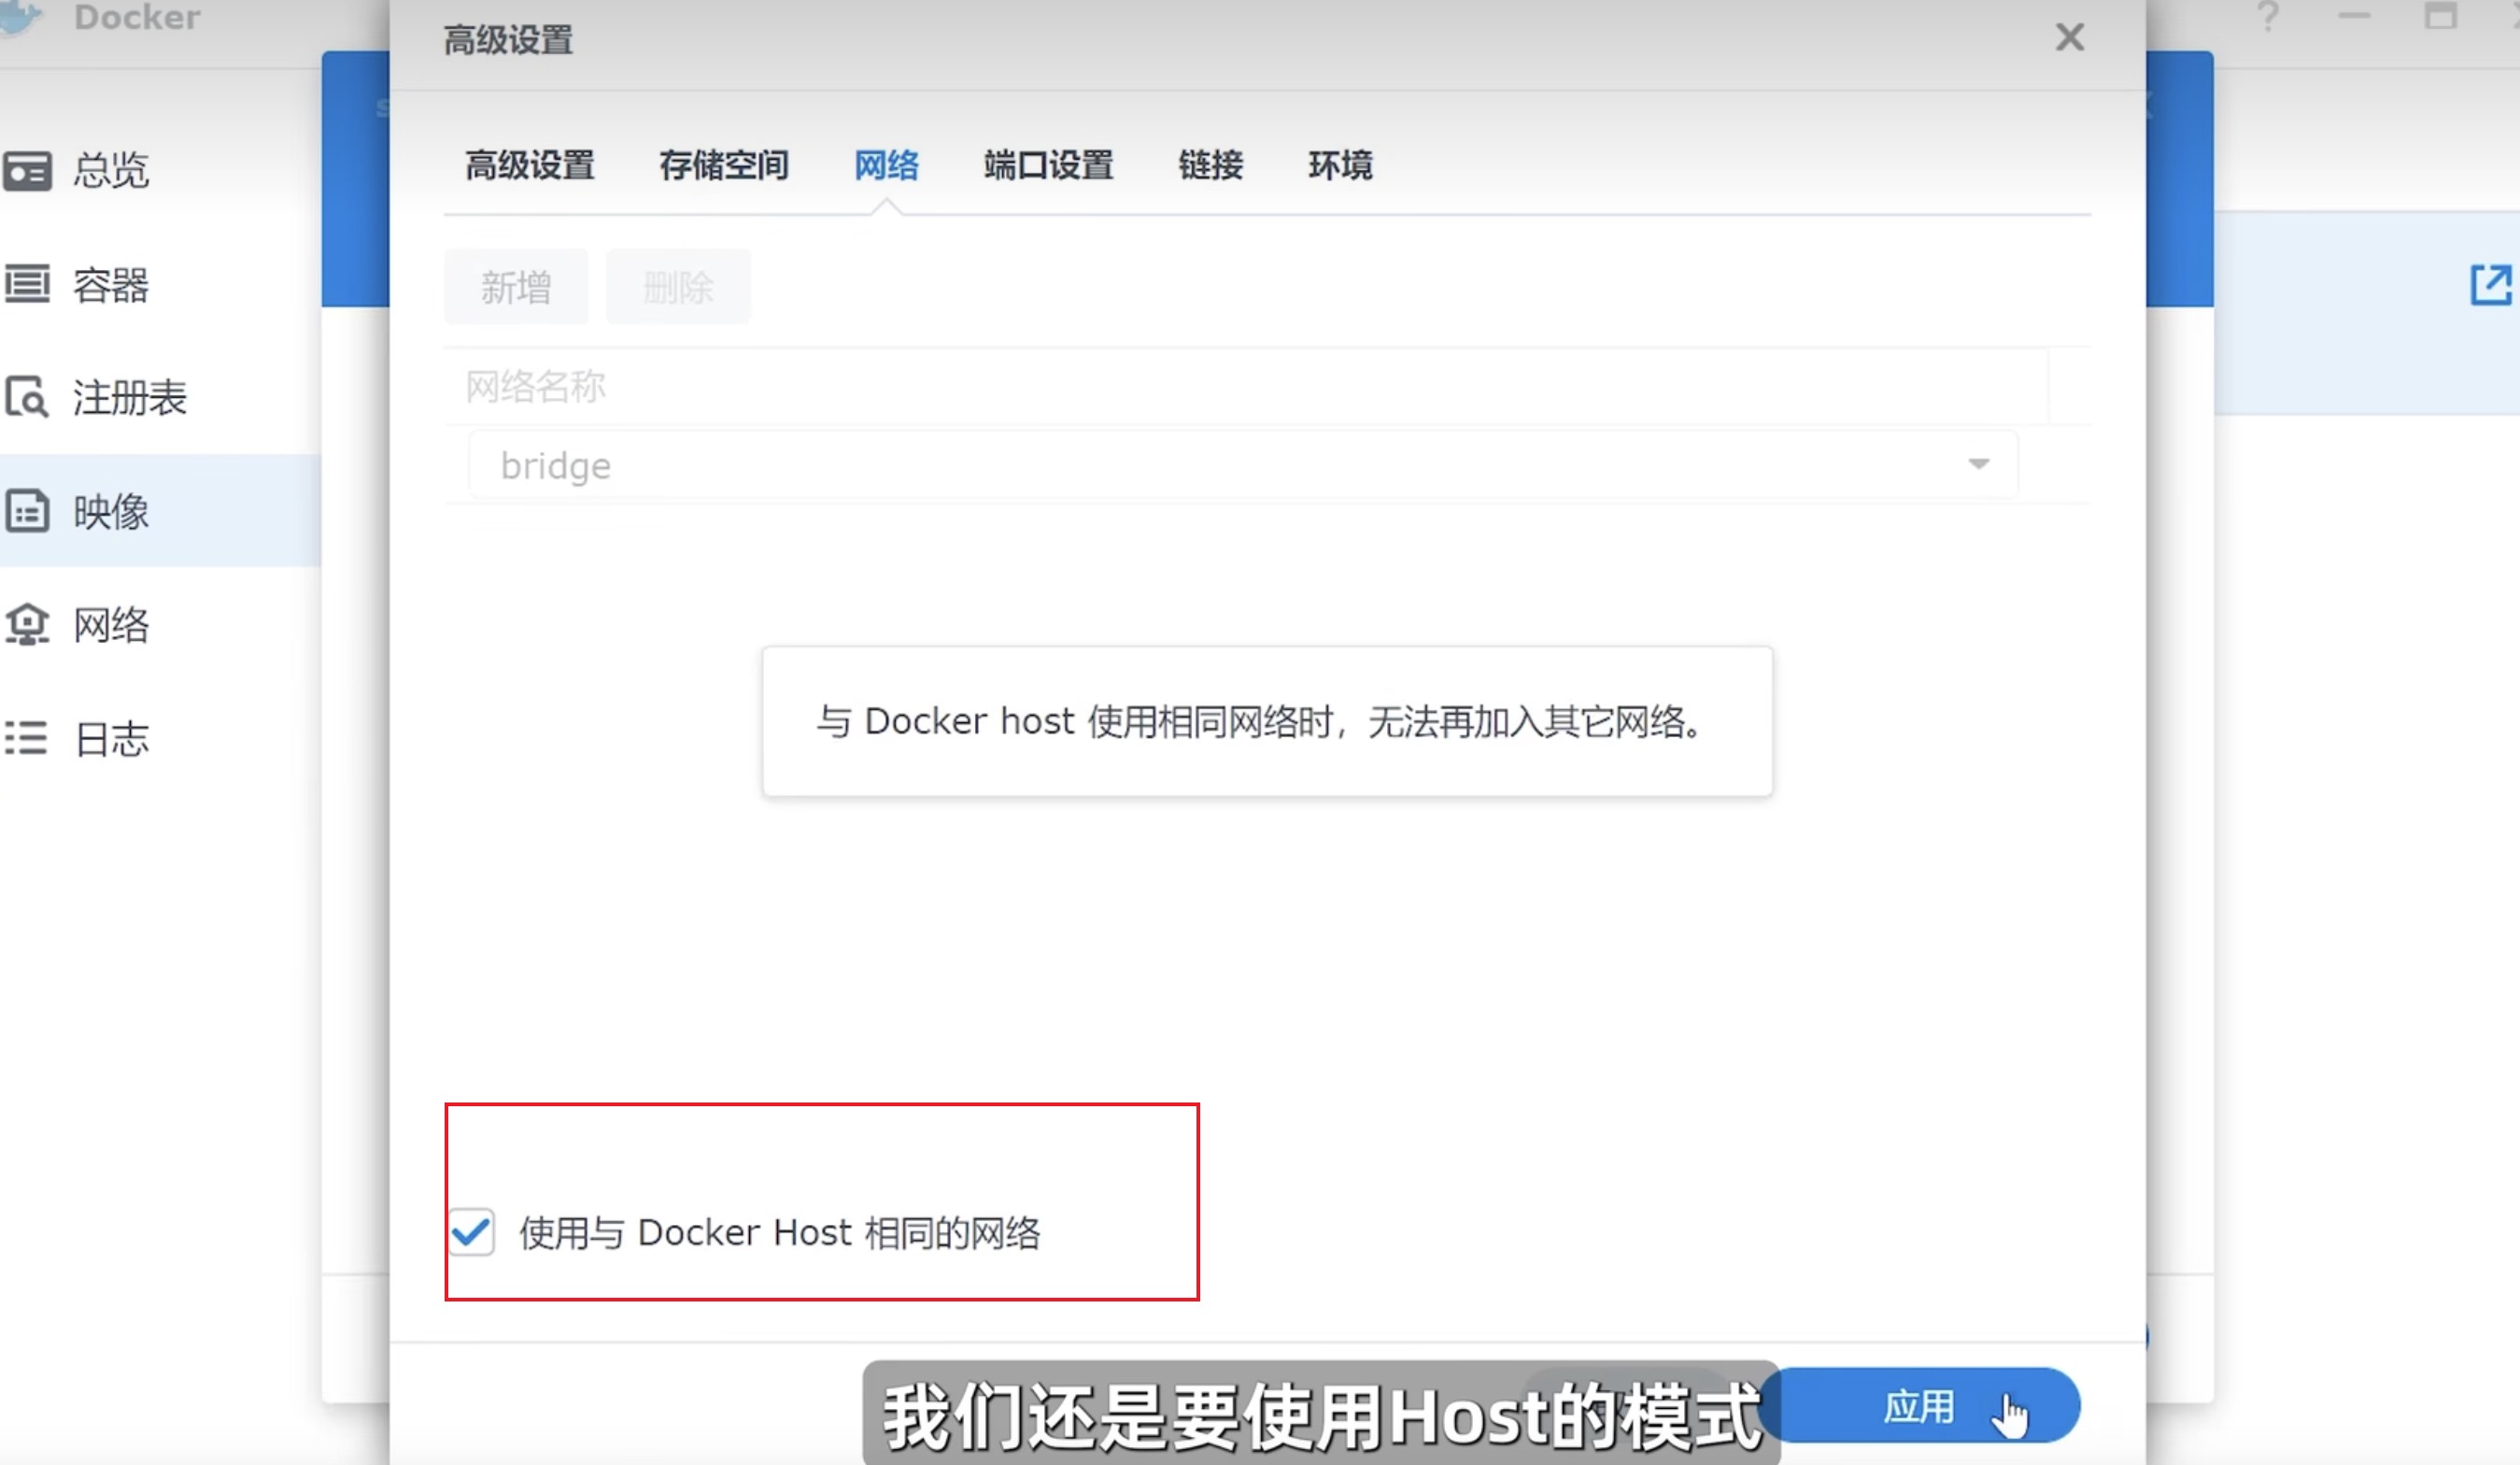 Docker
高级设置
总览
容器
注册表
映像
网络
日志
高级设置 存储空间 网络 端口设置 链接 环境
新增 删除
网络名称
bridge
与 Docker host 使用相同网络时，无法再加入其它网络。
使用与 Docker Host 相同的网络
我们还是要使用Host的模式
应用